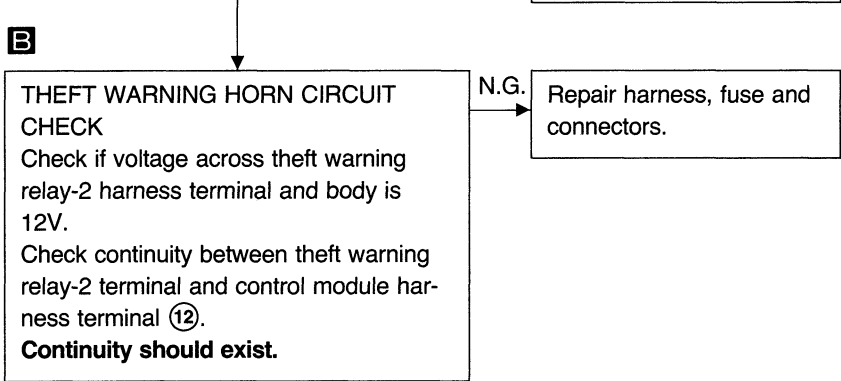 B
THEFT WARNING HORN CIRCUIT
CHECK
Check if voltage across theft warning
relay-2 harness terminal and body is
12V.
Check continuity between theft warning
relay-2 terminal and control module har-
ness terminal ⑫.
Continuity should exist.
N.G.
Repair harness, fuse and
connectors.